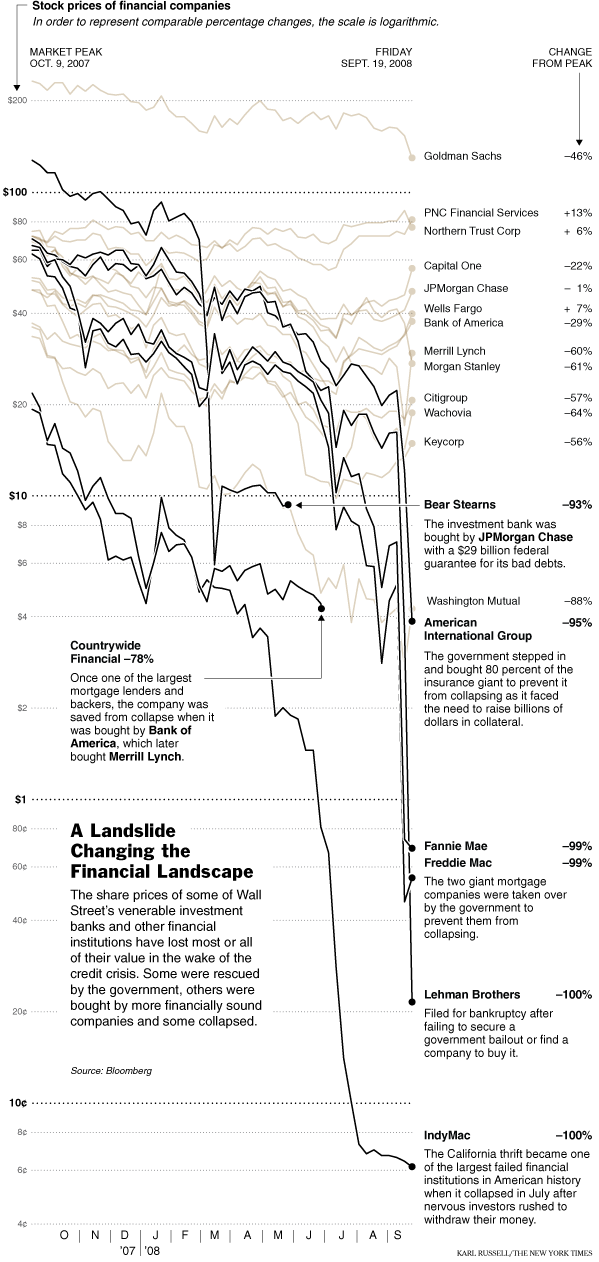 Stock prices of financial companies
In order to represent comparable percentage changes, the scale is logarithmic.
MARKET PEAK
OCT. 9, 2007
FRIDAY
SEPT. 19, 2008
CHANGE
FROM PEAK
$200
Goldman Sachs –46%
$100
PNC Financial Services +13%
$80
Northern Trust Corp + 6%
$60
Capital One –22%
JPMorgan Chase – 1%
Wells Fargo + 7%
$40
Bank of America –29%
Merrill Lynch –60%
Morgan Stanley –61%
Citigroup –57%
$20
Wachovia –64%
Keycorp –56%
$10
Bear Stearns –93%
The investment bank was
bought by JPMorgan Chase
with a $29 billion federal
guarantee for its bad debts.
$8
$6
Washington Mutual –88%
$4
American
International Group
–95%
The government stepped in
and bought 80 percent of the
insurance giant to prevent it
from collapsing as it faced
the need to raise billions of
dollars in collateral.
Countrywide
Financial –78%
Once one of the largest
mortgage lenders and
backers, the company was
saved from collapse when it
was bought by Bank of
America, which later
bought Merrill Lynch.
$2
$1
A Landslide
Changing the
Financial Landscape
The share prices of some of Wall
Street's venerable investment
banks and other financial
institutions have lost most or all
of their value in the wake of the
credit crisis. Some were rescued
by the government, others were
bought by more financially sound
companies and some collapsed.
Source: Bloomberg
80¢
Fannie Mae –99%
Freddie Mac –99%
The two giant mortgage
companies were taken over
by the government to
prevent them from
collapsing.
60¢
40¢
Lehman Brothers –100%
Filed for bankruptcy after
failing to secure a
government bailout or find a
company to buy it.
20¢
10¢
8¢
IndyMac –100%
The California thrift became one
of the largest failed financial
institutions in American history
when it collapsed in July after
nervous investors rushed to
withdraw their money.
6¢
4¢
O N D J F M A M J J A S
'07 '08
KARL RUSSELL/THE NEW YORK TIMES